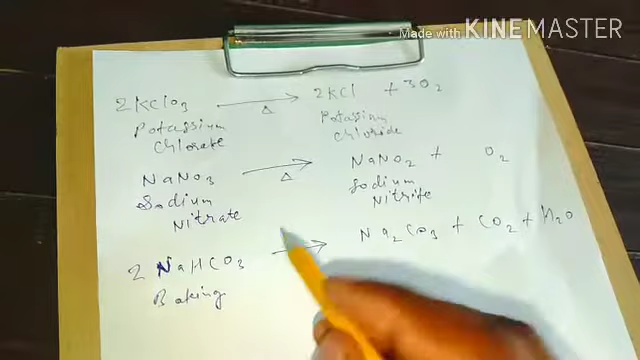 Made with KINEMASTER
2KClO3 → 2KCl + 3O2
Δ
Potassium Chlorate
Potassium Chloride
NaNO3 → NaNO2 + O2
Δ
Sodium Nitrate
Sodium Nitrite
2 NaHCO3 → Na2CO3 + CO2 + H2O
Baking